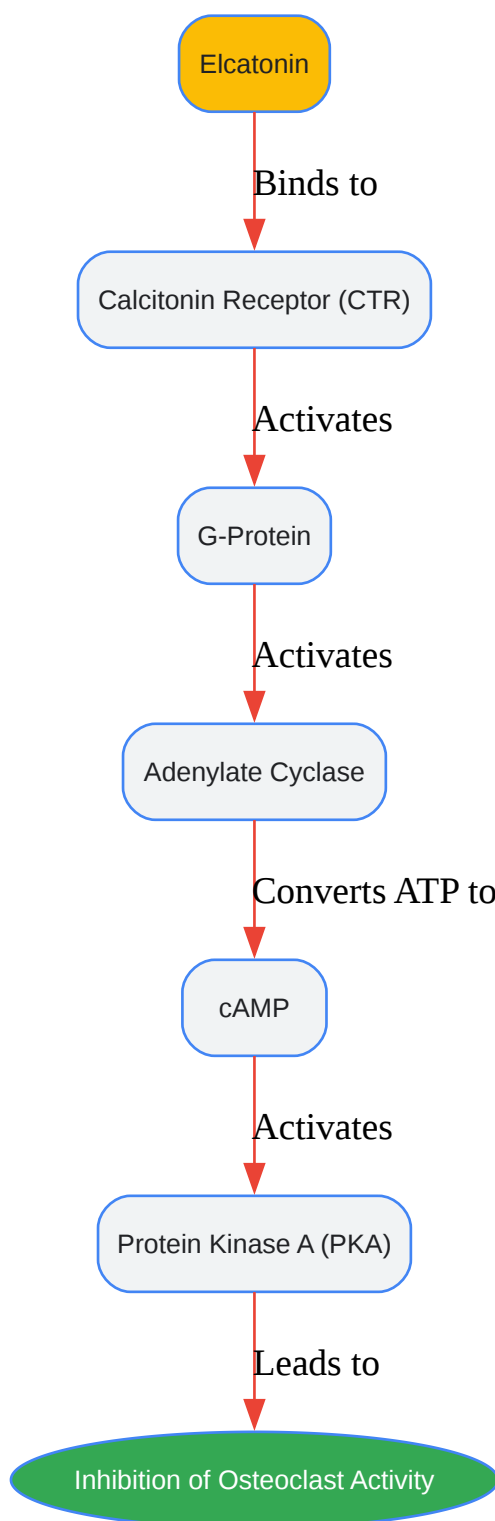 Elcatonin
Binds to
Calcitonin Receptor (CTR)
Activates
G-Protein
Activates
Adenylate Cyclase
Converts ATP to
cAMP
Activates
Protein Kinase A (PKA)
Leads to
Inhibition of Osteoclast Activity